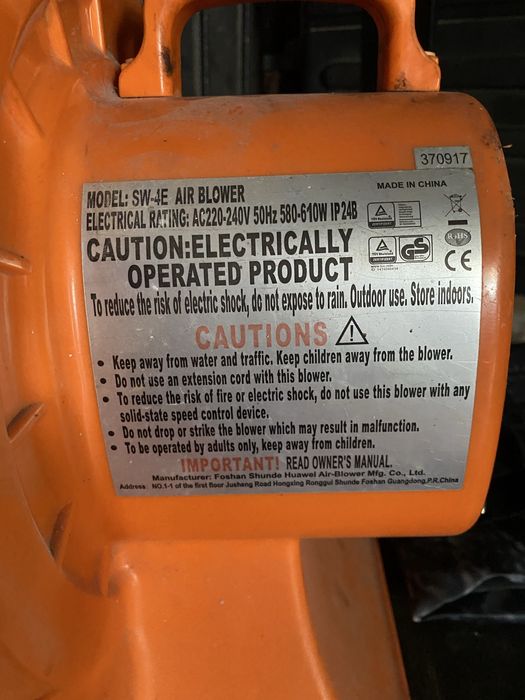 370917
MADE IN CHINA
MODEL: SW-4E AIR BLOWER
ELECTRICAL RATING: AC220-240V 50Hz 580-610W IP24B
CAUTION:ELECTRICALLY
OPERATED PRODUCT
GS
RoHS
CE
To reduce the risk of electric shock, do not expose to rain. Outdoor use. Store indoors.
CAUTIONS
• Keep away from water and traffic. Keep children away from the blower.
• Do not use an extension cord with this blower.
• To reduce the risk of fire or electric shock, do not use this blower with any
solid-state speed control device.
• Do not drop or strike the blower which may result in malfunction.
• To be operated by adults only, keep away from children.
IMPORTANT! READ OWNER'S MANUAL.
Manufacturer: Foshan Shunde Huawei Air-Blower Mfg. Co., Ltd.
Address: NO.1-1 of the first floor Jusheng Road Hongxing Ronggui Shunde Foshan Guangdong,P.R.China